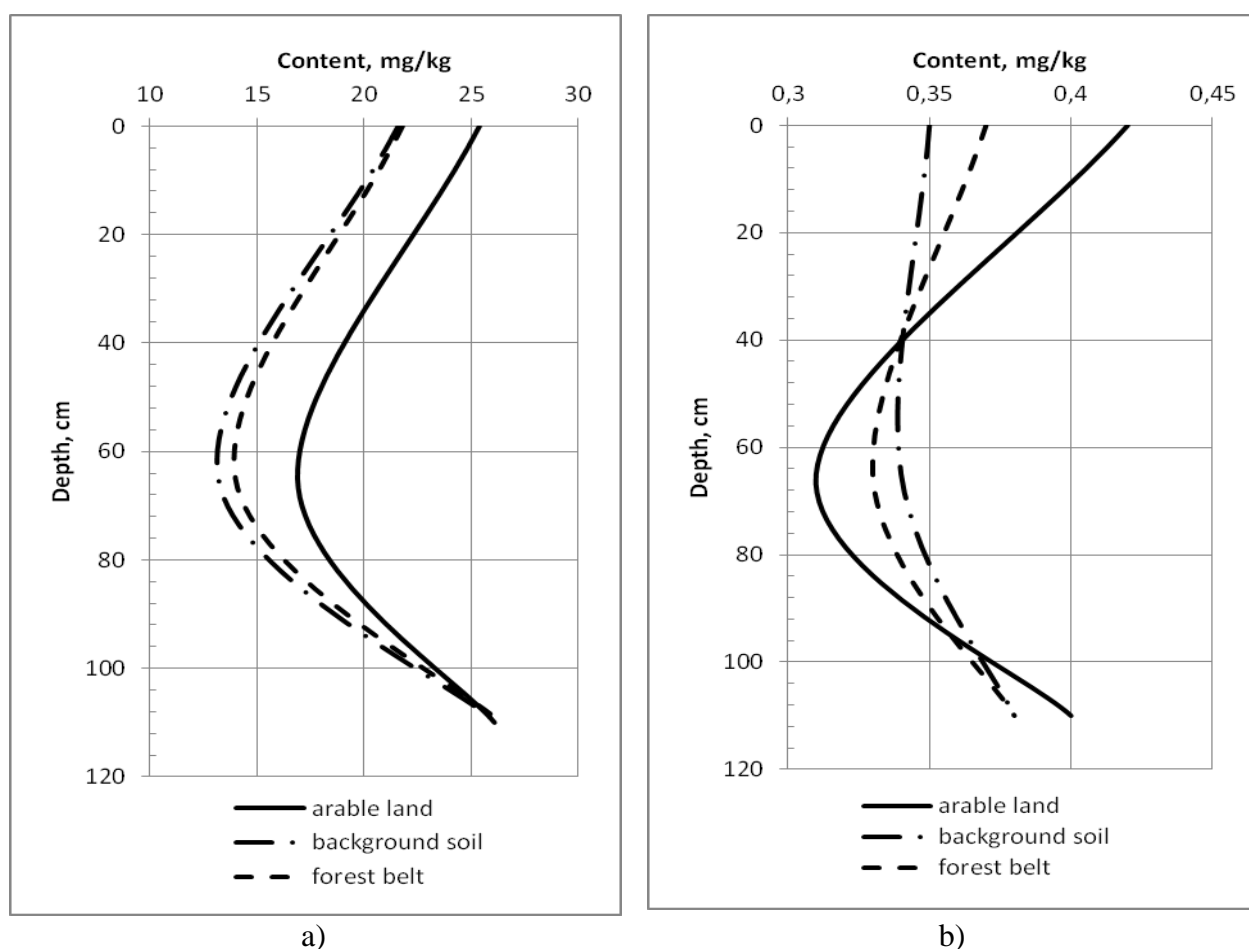 Content, mg/kg
10 15 20 25 30
0
20
40
60
80
100
120
Depth, cm
arable land
background soil
forest belt
a)
Content, mg/kg
0,3 0,35 0,4 0,45
0
20
40
60
80
100
120
Depth, cm
arable land
background soil
forest belt
b)